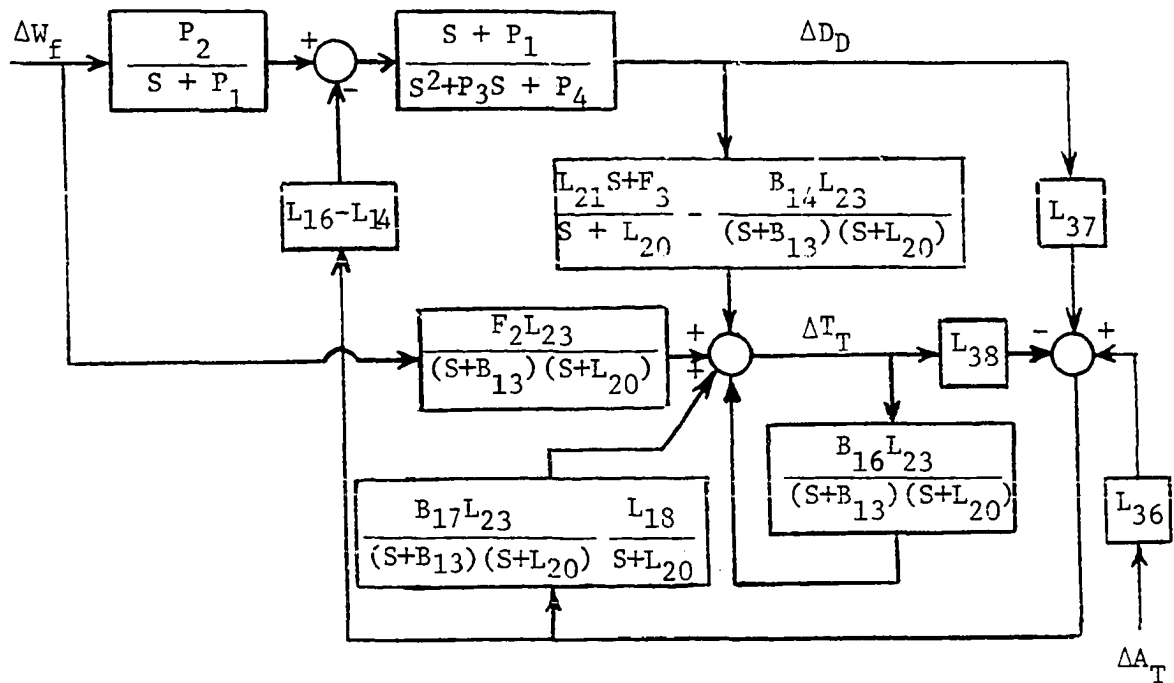 ΔW_f
P_2
S + P_1
+
-
S + P_1
S^2+P_3S + P_4
ΔD_D
L_16-L_14
L_21S+F_3
S + L_20
-
B_14L_23
(S+B_13)(S+L_20)
L_37
F_2L_23
(S+B_13)(S+L_20)
+
+
ΔT_T
L_38
-
+
B_16L_23
(S+B_13)(S+L_20)
L_36
B_17L_23
(S+B_13)(S+L_20)
L_18
S+L_20
ΔA_T